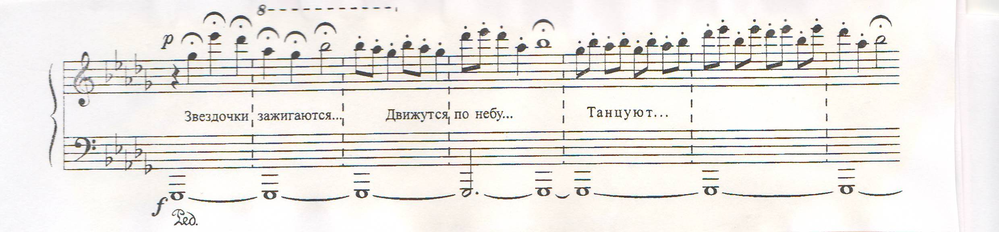 8
p
Звездочки зажигаются... Движутся по небу... Танцуют...
f
Ped.